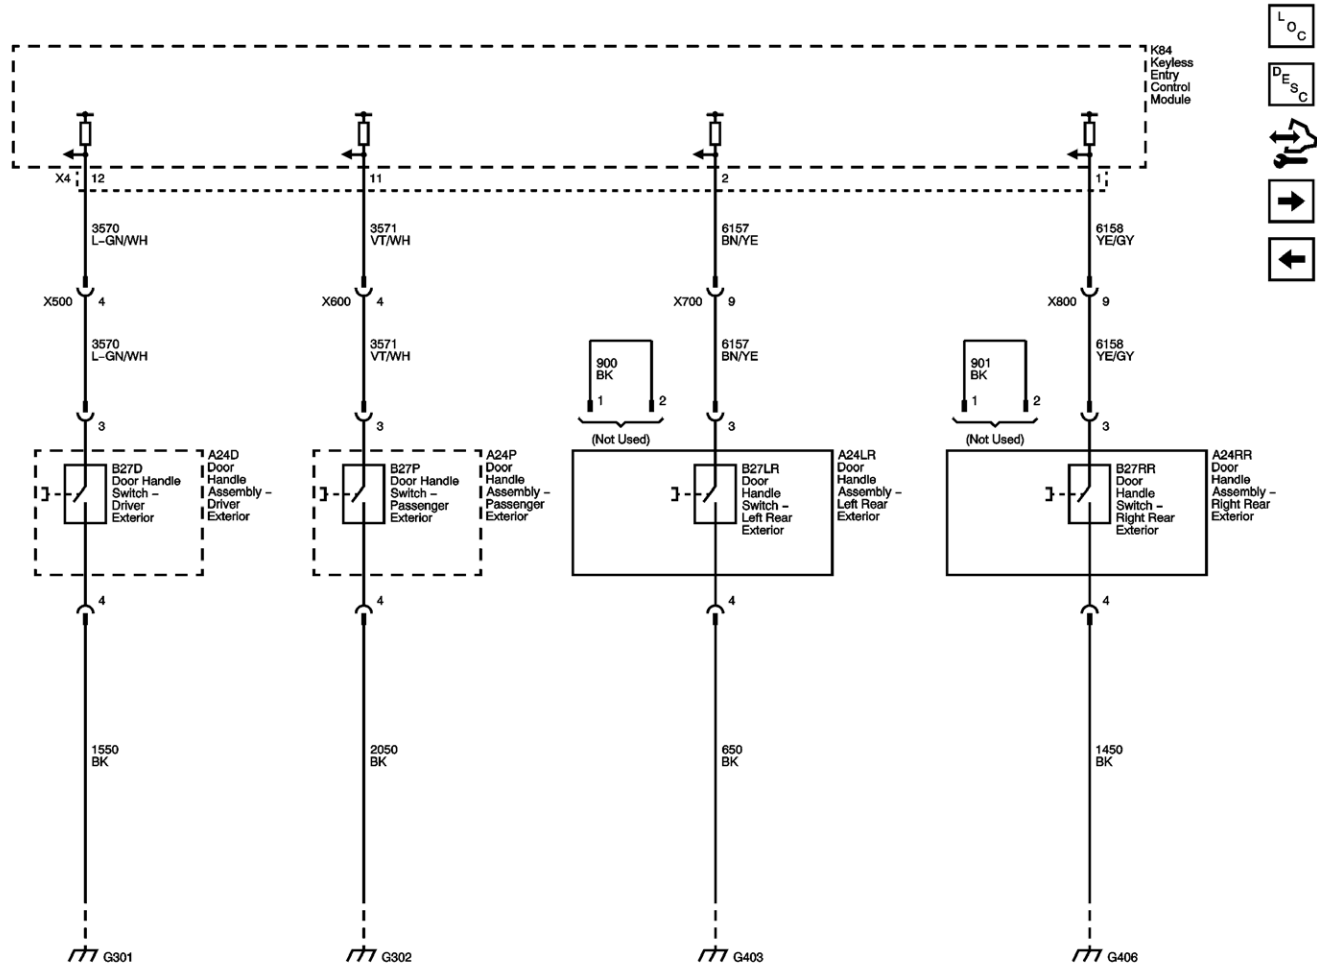 LOC
DESC
K84
Keyless
Entry
Control
Module
X4 12
11
2
1
3570
L-GN/WH
3571
VT/WH
6157
BN/YE
6158
YE/GY
X500 4
X600 4
X700 9
X800 9
3570
L-GN/WH
3571
VT/WH
6157
BN/YE
6158
YE/GY
900
BK
1 2
(Not Used)
901
BK
1 2
(Not Used)
3
3
3
3
B27D
Door Handle
Switch –
Driver
Exterior
A24D
Door
Handle
Assembly –
Driver
Exterior
B27P
Door Handle
Switch –
Passenger
Exterior
A24P
Door
Handle
Assembly –
Passenger
Exterior
B27LR
Door
Handle
Switch –
Left Rear
Exterior
A24LR
Door
Handle
Assembly –
Left Rear
Exterior
B27RR
Door
Handle
Switch –
Right Rear
Exterior
A24RR
Door
Handle
Assembly –
Right Rear
Exterior
4
4
4
4
1550
BK
2050
BK
650
BK
1450
BK
G301
G302
G403
G406